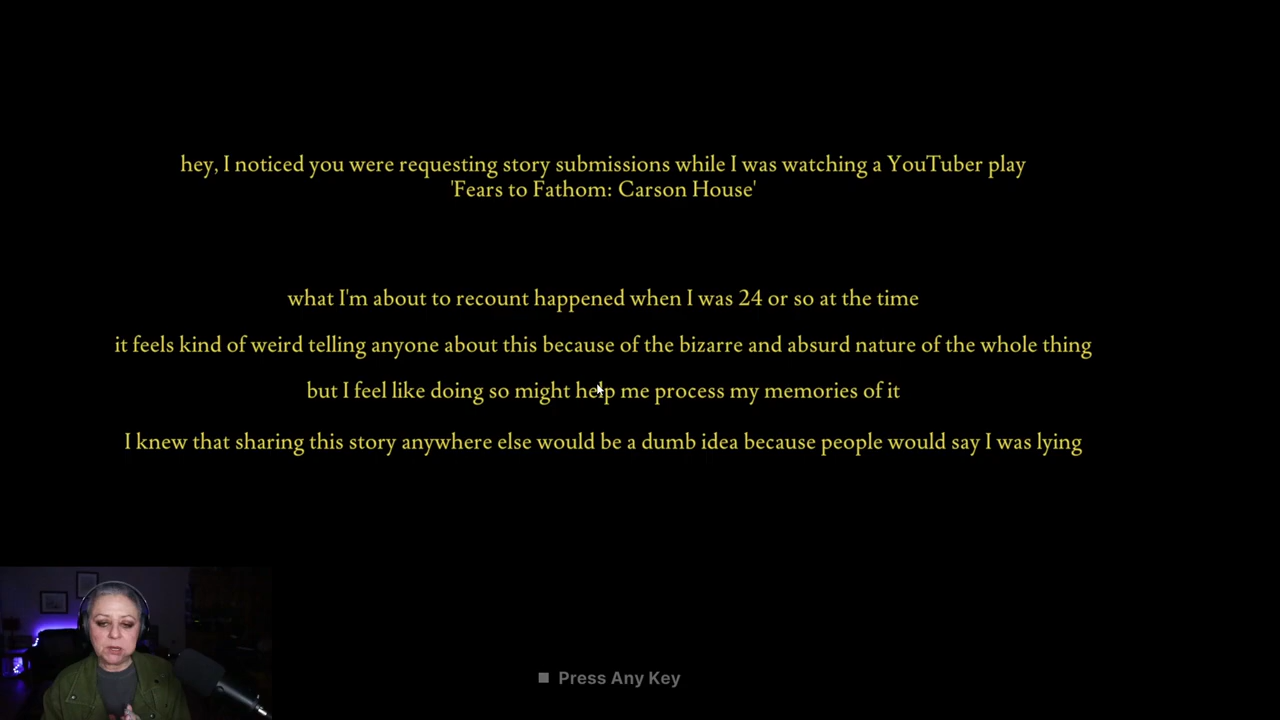 hey, I noticed you were requesting story submissions while I was watching a YouTuber play
'Fears to Fathom: Carson House'
what I'm about to recount happened when I was 24 or so at the time
it feels kind of weird telling anyone about this because of the bizarre and absurd nature of the whole thing
but I feel like doing so might help me process my memories of it
I knew that sharing this story anywhere else would be a dumb idea because people would say I was lying
Press Any Key